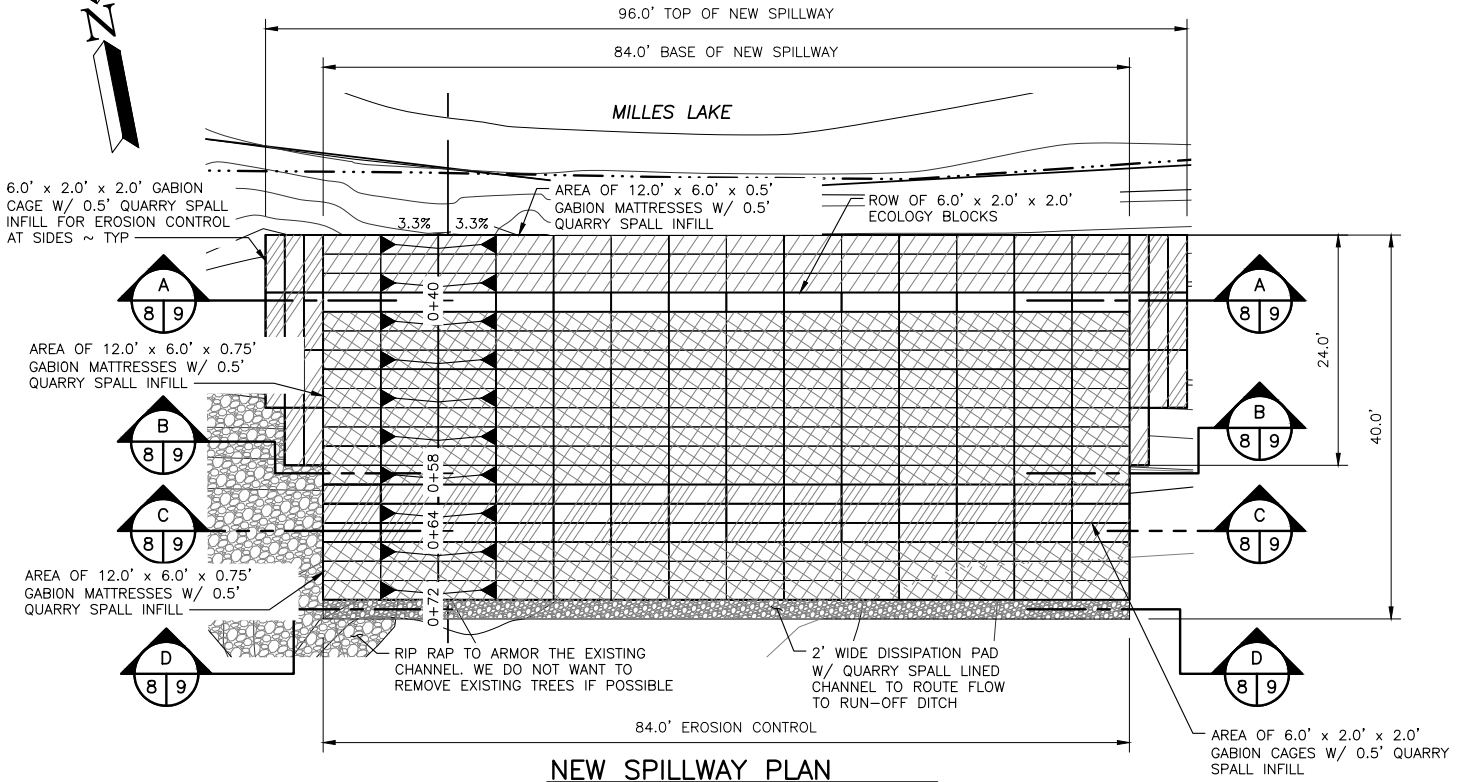 96.0' TOP OF NEW SPILLWAY
N
84.0' BASE OF NEW SPILLWAY
MILLES LAKE
6.0' x 2.0' x 2.0' GABION
CAGE W/ 0.5' QUARRY SPALL
INFILL FOR EROSION CONTROL
AT SIDES ~ TYP
AREA OF 12.0' x 6.0' x 0.5'
GABION MATTRESSES W/ 0.5'
QUARRY SPALL INFILL
ROW OF 6.0' x 2.0' x 2.0'
ECOLOGY BLOCKS
3.3% 3.3%
A
8 9
0+40
A
8 9
AREA OF 12.0' x 6.0' x 0.75'
GABION MATTRESSES W/ 0.5'
QUARRY SPALL INFILL
24.0'
40.0'
B
8 9
0+58
B
8 9
C
8 9
0+64
C
8 9
AREA OF 12.0' x 6.0' x 0.75'
GABION MATTRESSES W/ 0.5'
QUARRY SPALL INFILL
0+72
D
8 9
RIP RAP TO ARMOR THE EXISTING
CHANNEL. WE DO NOT WANT TO
REMOVE EXISTING TREES IF POSSIBLE
2' WIDE DISSIPATION PAD
W/ QUARRY SPALL LINED
CHANNEL TO ROUTE FLOW
TO RUN-OFF DITCH
D
8 9
84.0' EROSION CONTROL
AREA OF 6.0' x 2.0' x 2.0'
GABION CAGES W/ 0.5' QUARRY
SPALL INFILL
NEW SPILLWAY PLAN